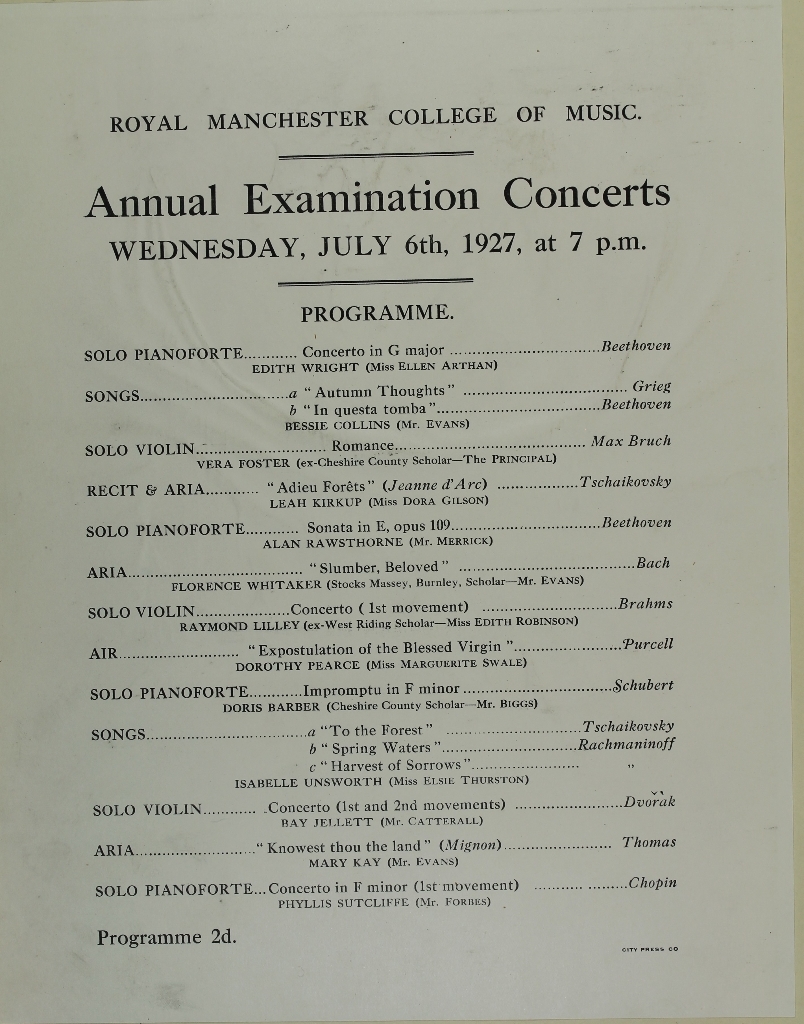 ROYAL MANCHESTER COLLEGE OF MUSIC.
Annual Examination Concerts
WEDNESDAY, JULY 6th, 1927, at 7 p.m.
PROGRAMME.
SOLO PIANOFORTE........... Concerto in G major ..................................Beethoven
EDITH WRIGHT (Miss ELLEN ARTHAN)
SONGS................................a “Autumn Thoughts” ..................................... Grieg
b “In questa tomba”.....................................Beethoven
BESSIE COLLINS (Mr. EVANS)
SOLO VIOLIN............................ Romance.......................................... Max Bruch
VERA FOSTER (ex-Cheshire County Scholar—The PRINCIPAL)
RECIT & ARIA............ “Adieu Forêts” (Jeanne d'Arc) ..................Tschaikovsky
LEAH KIRKUP (Miss DORA GILSON)
SOLO PIANOFORTE............ Sonata in E, opus 109..................................Beethoven
ALAN RAWSTHORNE (Mr. MERRICK)
ARIA...................................... “Slumber, Beloved” .......................................Bach
FLORENCE WHITAKER (Stocks Massey, Burnley, Scholar—Mr. EVANS)
SOLO VIOLIN....................Concerto ( 1st movement) ..............................Brahms
RAYMOND LILLEY (ex-West Riding Scholar—Miss EDITH ROBINSON)
AIR.......................... “Expostulation of the Blessed Virgin”........................Purcell
DOROTHY PEARCE (Miss MARGUERITE SWALE)
SOLO PIANOFORTE............Impromptu in F minor.................................Schubert
DORIS BARBER (Cheshire County Scholar—Mr. BIGGS)
SONGS...................................a “To the Forest” ..............................Tschaikovsky
b “Spring Waters”..............................Rachmaninoff
c “Harvest of Sorrows”........................ „
ISABELLE UNSWORTH (Miss ELSIE THURSTON)
SOLO VIOLIN............ Concerto (1st and 2nd movements) ........................Dvořák
BAY JELLETT (Mr. CATTERALL)
ARIA...........................“Knowest thou the land” (Mignon)........................ Thomas
MARY KAY (Mr. EVANS)
SOLO PIANOFORTE...Concerto in F minor (1st movement) ........... .........Chopin
PHYLLIS SUTCLIFFE (Mr. FORBES)
Programme 2d.
CITY PRESS CO